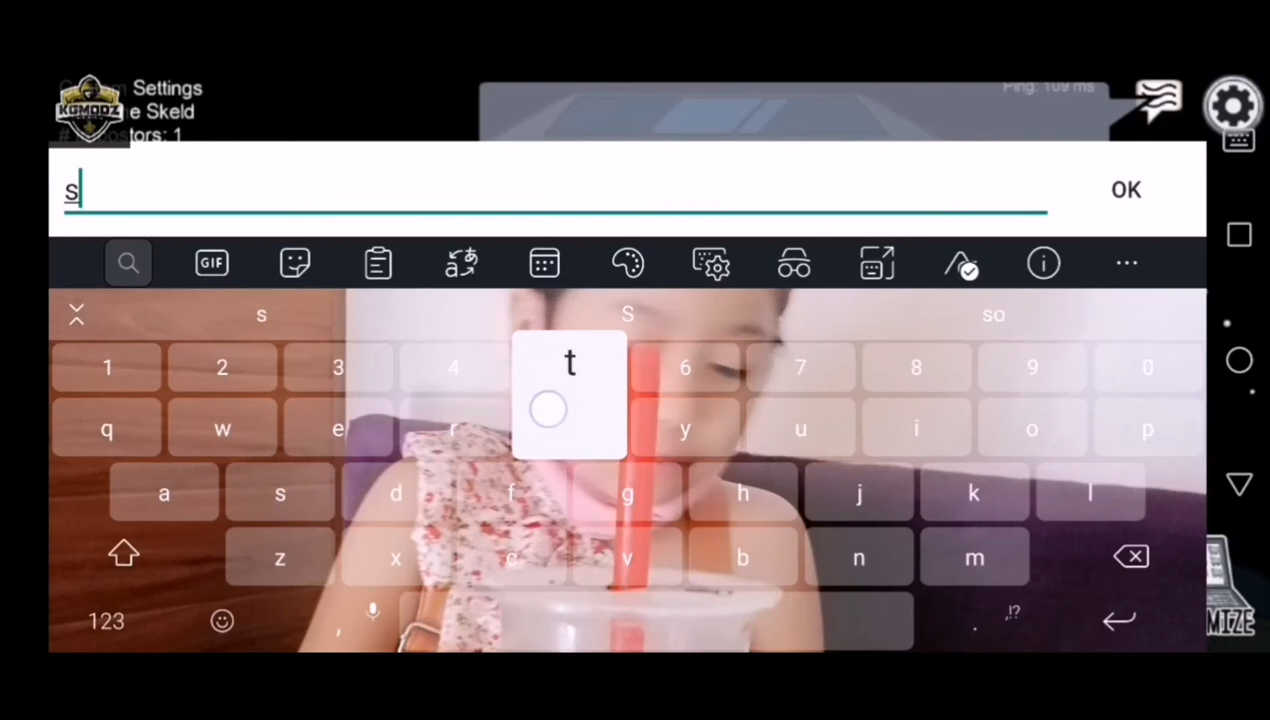 Settings
e Skeld
tors: 1
KGMODZ
Ping: 109 ms
s
OK
GIF
s S so
1 2 3 4 6 7 8 9 0
t
q w e r y u i o p
a s d f g h j k l
z x c v b n m
123 , . ,!?
MIZE